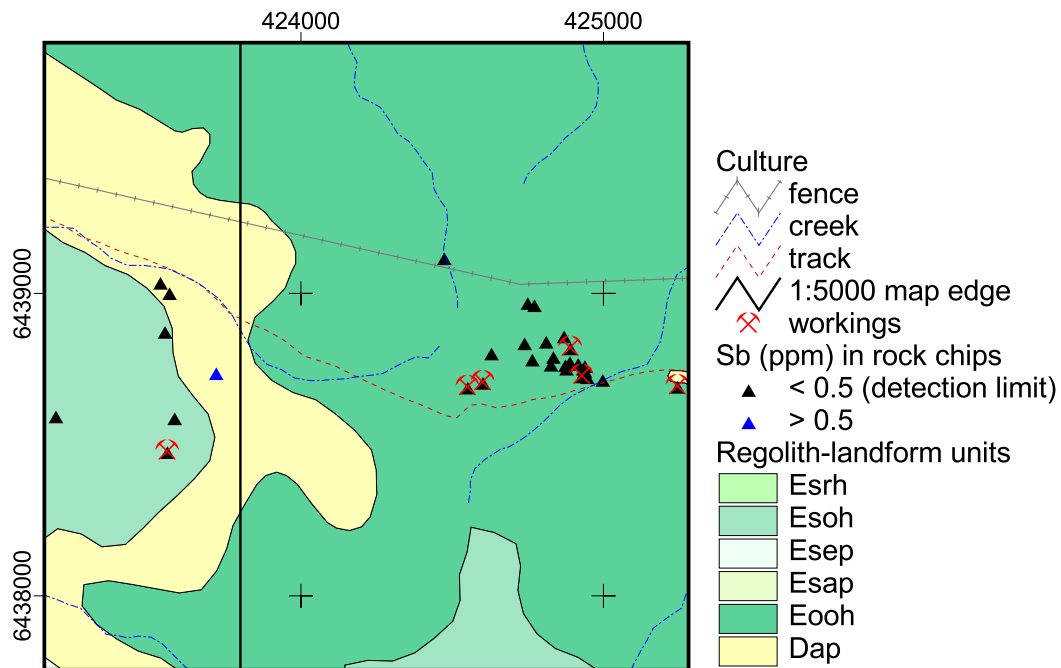 424000 425000
6439000
6438000
Culture
fence
creek
track
1:5000 map edge
workings
Sb (ppm) in rock chips
< 0.5 (detection limit)
> 0.5
Regolith-landform units
Esrh
Esoh
Esep
Esap
Eooh
Dap